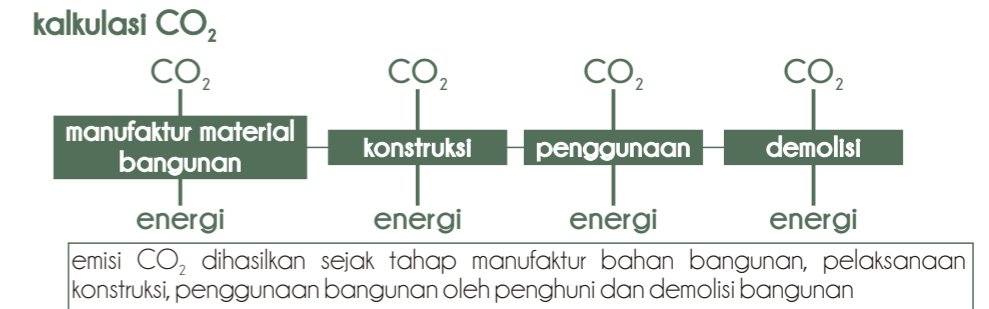 kalkulasi CO₂
CO₂ CO₂ CO₂ CO₂
manufaktur material
bangunan
konstruksi penggunaan demolisi
energi energi energi energi
emisi CO₂ dihasilkan sejak tahap manufaktur bahan bangunan, pelaksanaan
konstruksi, penggunaan bangunan oleh penghuni dan demolisi bangunan